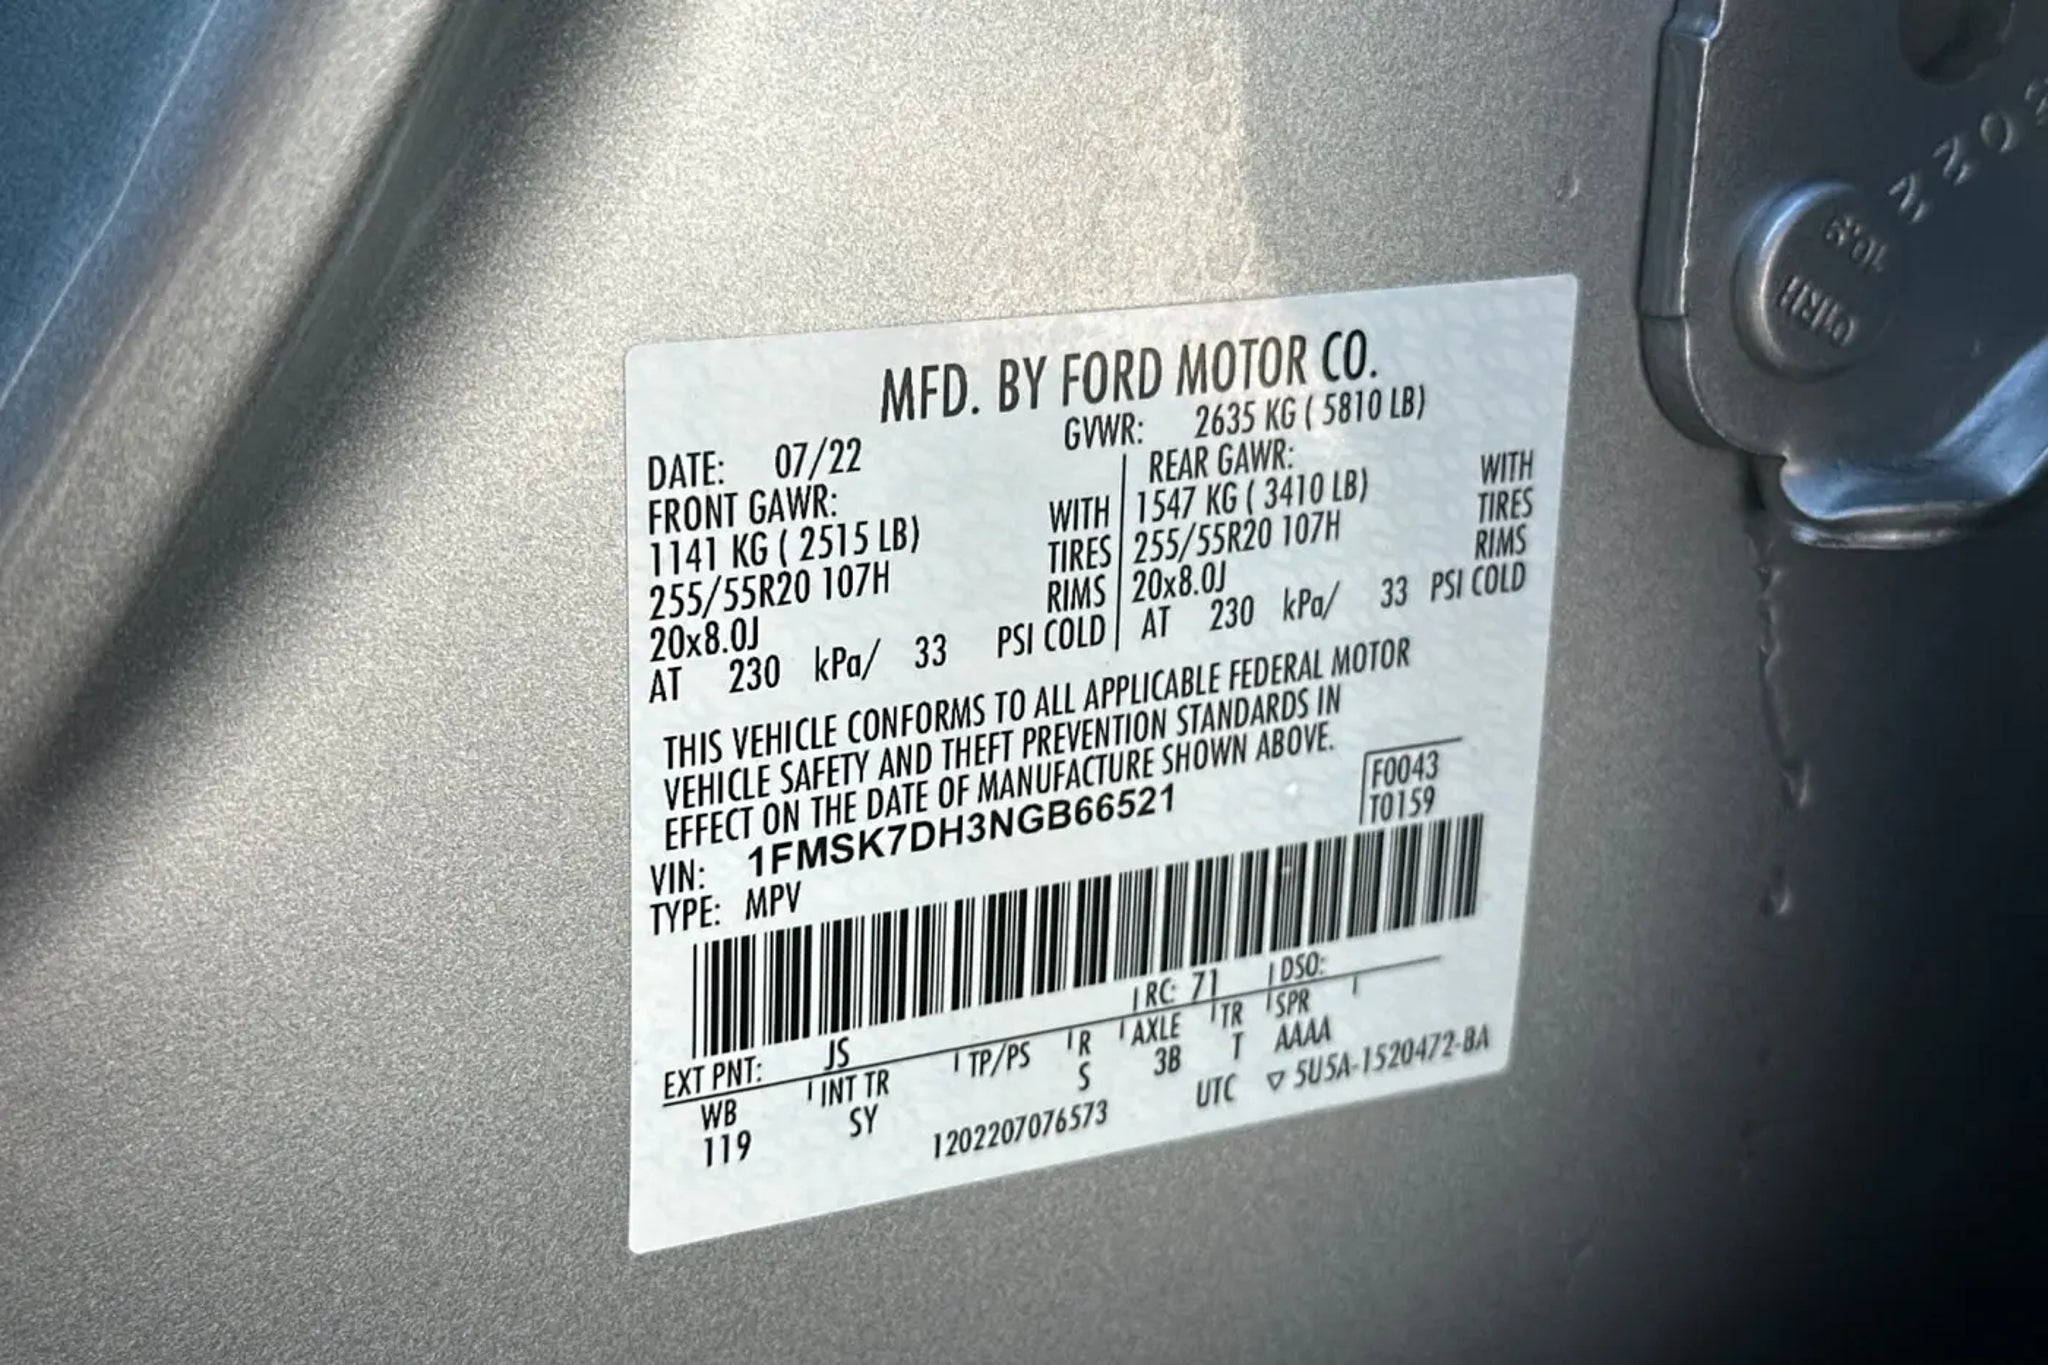 MFD. BY FORD MOTOR CO.
DATE: 07/22 GVWR: 2635 KG ( 5810 LB)
FRONT GAWR: REAR GAWR:
1141 KG ( 2515 LB) WITH 1547 KG ( 3410 LB) WITH
255/55R20 107H TIRES 255/55R20 107H TIRES
20x8.0J RIMS 20x8.0J RIMS
AT 230 kPa/ 33 PSI COLD AT 230 kPa/ 33 PSI COLD
THIS VEHICLE CONFORMS TO ALL APPLICABLE FEDERAL MOTOR
VEHICLE SAFETY AND THEFT PREVENTION STANDARDS IN
EFFECT ON THE DATE OF MANUFACTURE SHOWN ABOVE.
F0043
T0159
VIN: 1FMSK7DH3NGB66521
TYPE: MPV
EXT PNT: JS RC: 71 DSO:
WB INT TR TP/PS R AXLE TR SPR
119 SY S 3B T AAAA
1202207076573 UTC ▽ 5U5A-1520472-BA
2202
10.9